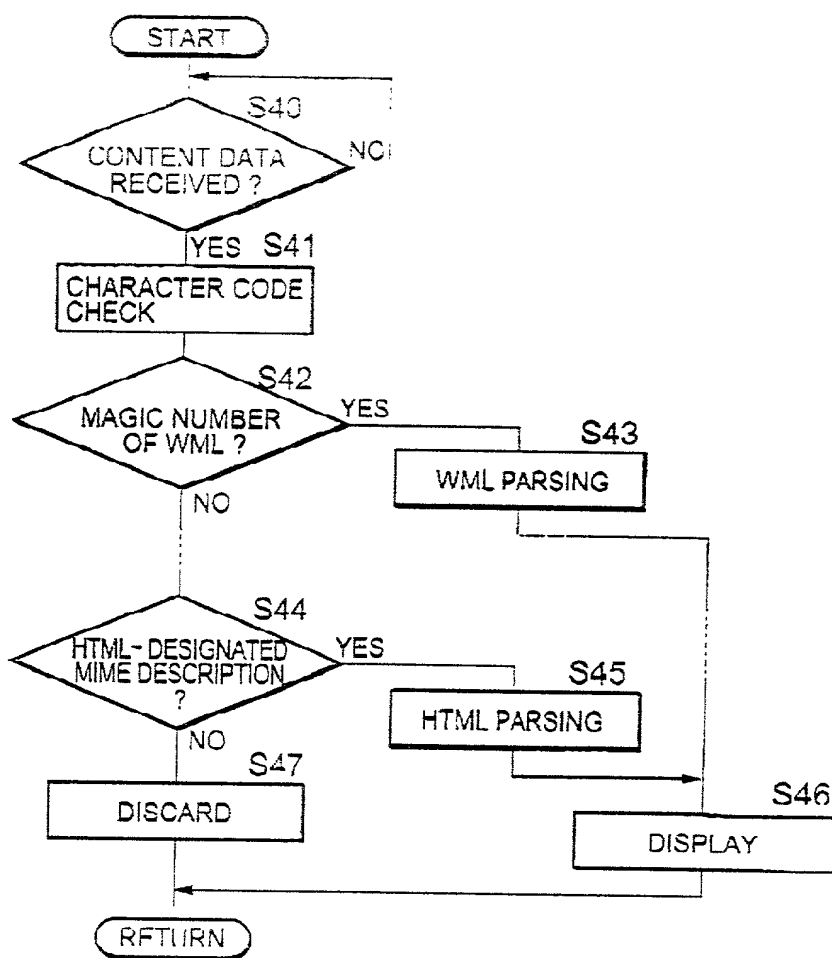 START
S40
CONTENT DATA
RECEIVED ?
NO
YES
S41
CHARACTER CODE
CHECK
S42
MAGIC NUMBER
OF WML ?
YES
NO
S43
WML PARSING
S44
HTML- DESIGNATED
MIME DESCRIPTION
?
YES
NO
S45
HTML PARSING
S47
DISCARD
S46
DISPLAY
RETURN